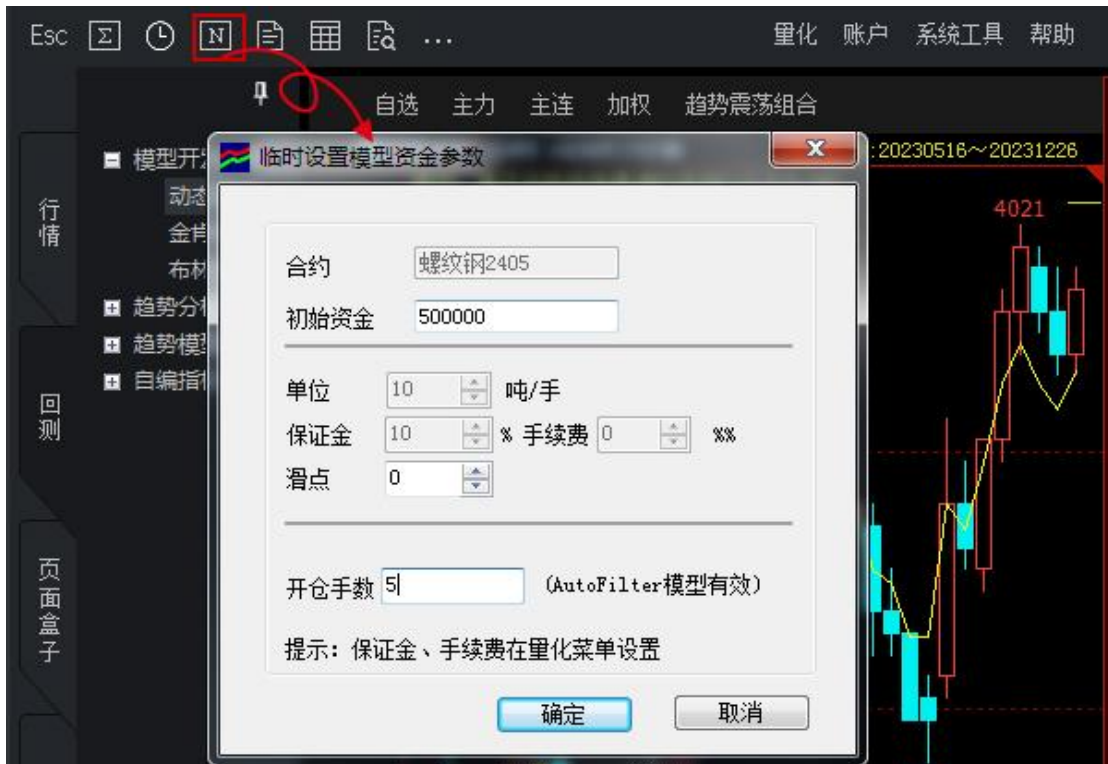 Esc Σ N ... 量化 账户 系统工具 帮助
自选 主力 主连 加权 趋势震荡组合
临时设置模型资金参数 x
:20230516～20231226
行情
回测
页面盒子
模型开
动态
金肯
布林
趋势分
趋势模
自编指
4021
合约 螺纹钢2405
初始资金 500000
单位 10 吨/手
保证金 10 % 手续费 0 %%
滑点 0
开仓手数 5 (AutoFilter模型有效)
提示：保证金、手续费在量化菜单设置
确定 取消